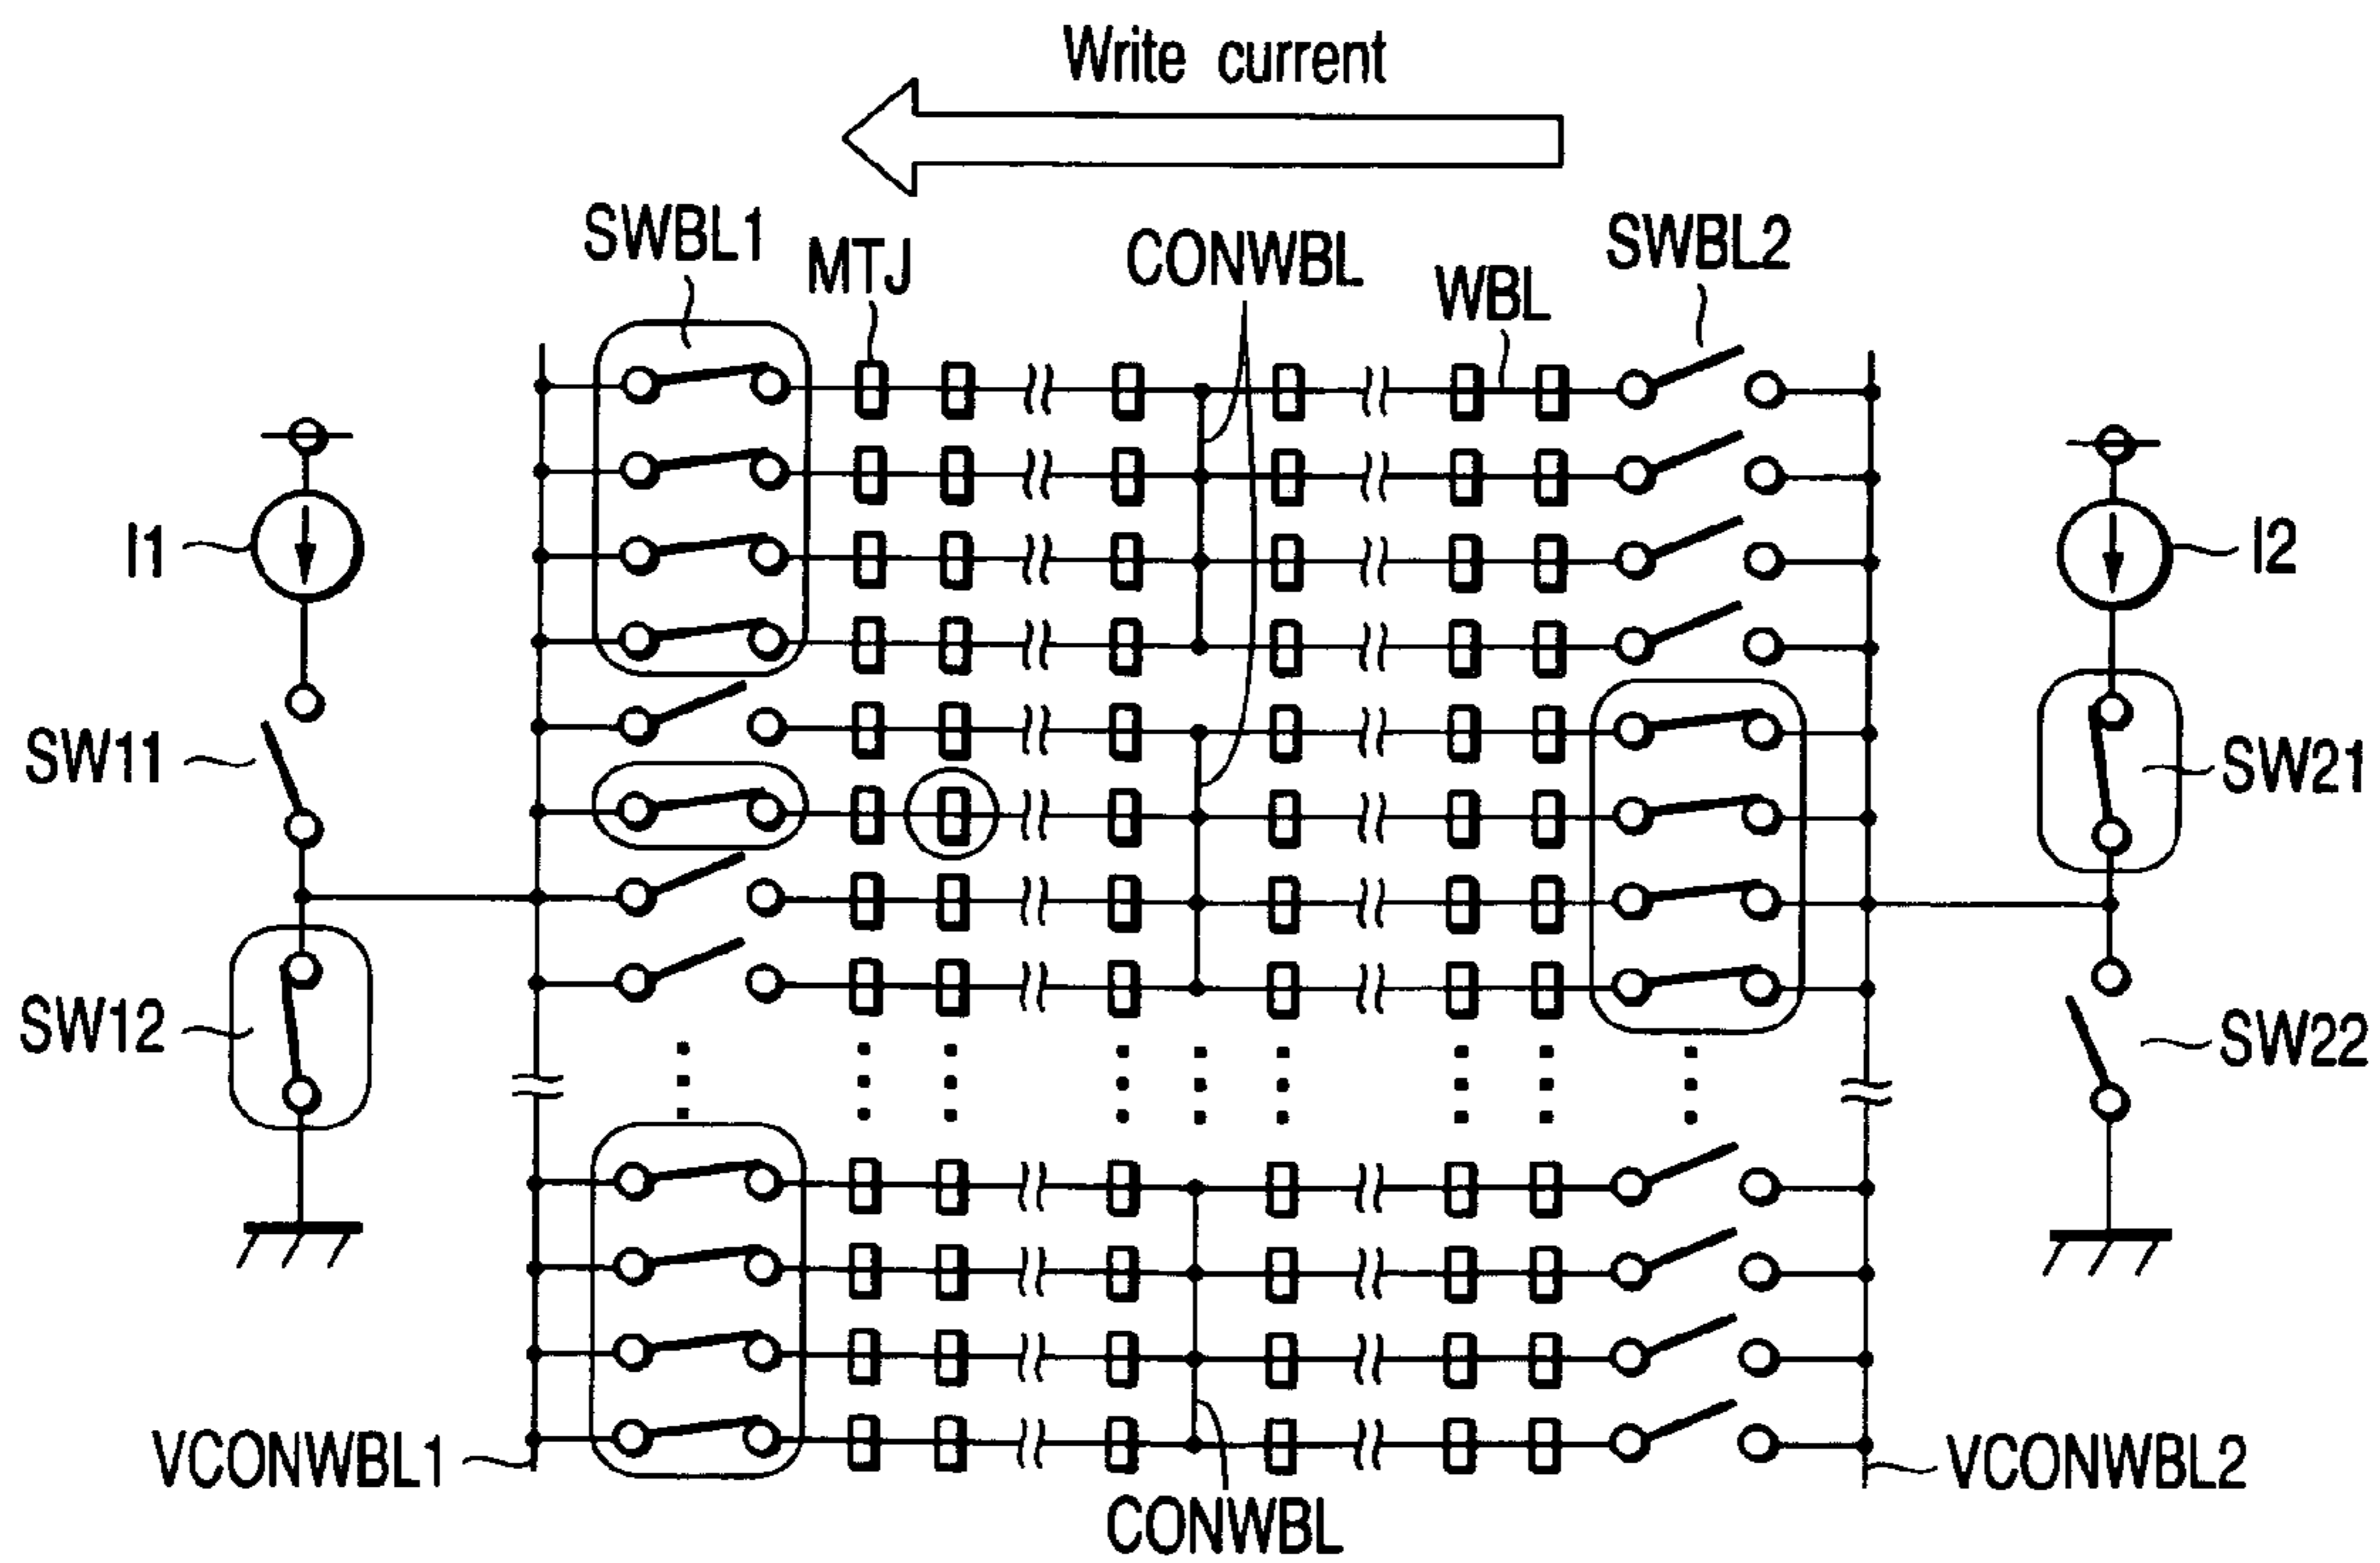 Write current
SWBL1
MTJ
CONWBL
WBL
SWBL2
I1
I2
SW11
SW21
SW12
SW22
VCONWBL1
VCONWBL2
CONWBL